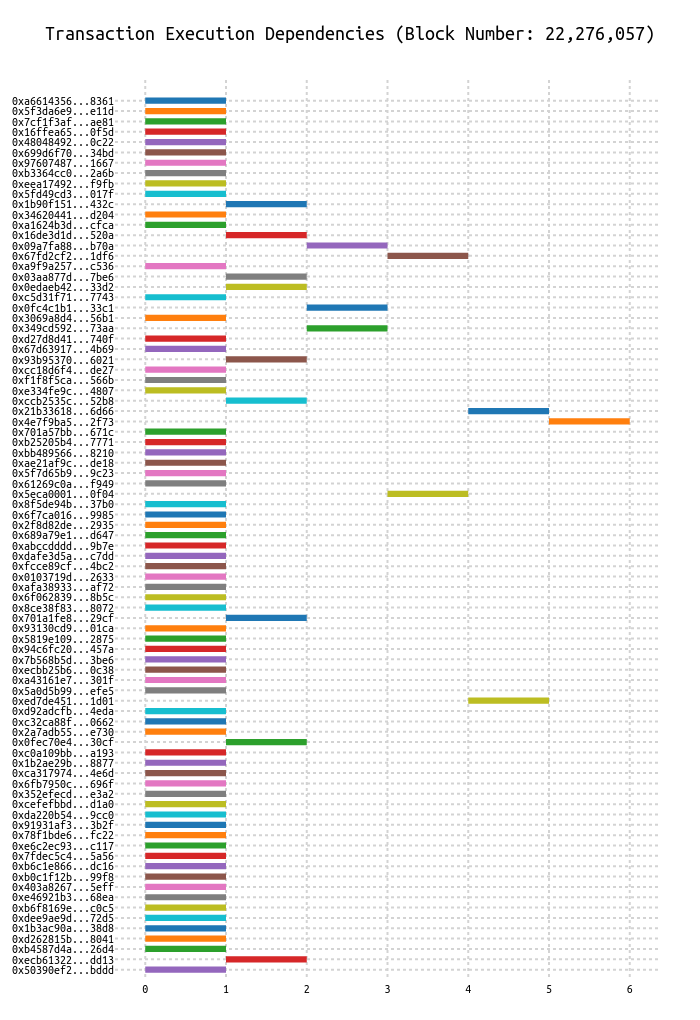 Transaction Execution Dependencies (Block Number: 22,276,057)
0xa6614356...8361
0x5f3da6e9...e11d
0x7cf1f3af...ae81
0x16ffea65...0f5d
0x48048492...0c22
0x699d6f70...34bd
0x97607487...1667
0xb3364cc0...2a6b
0xeea17492...f9fb
0x5fd49cd3...017f
0x1b90f151...432c
0x34620441...d204
0xa1624b3d...cfca
0x16de3d1d...520a
0x09a7fa88...b70a
0x67fd2cf2...1df6
0xa9f9a257...c536
0x03aa877d...7be6
0x0edaeb42...33d2
0xc5d31f71...7743
0x0fc4c1b1...33c1
0x3069a8d4...56b1
0x349cd592...73aa
0xd27d8d41...740f
0x67d63917...4b69
0x93b95370...6021
0xcc18d6f4...de27
0xf1f8f5ca...566b
0xe334fe9c...4807
0xccb2535c...52b8
0x21b33618...6d66
0x4e7f9ba5...2f73
0x701a57bb...671c
0xb25205b4...7771
0xbb489566...8210
0xae21af9c...de18
0x5f7d65b9...9c23
0x61269c0a...f949
0x5eca0001...0f04
0x8f5de94b...37b0
0x6f7ca016...9985
0x2f8d82de...2935
0x689a79e1...d647
0xabccdddd...9b7e
0xdafe3d5a...c7dd
0xfcce89cf...4bc2
0x0103719d...2633
0xafa38933...af72
0x6f062839...8b5c
0x8ce38f83...8072
0x701a1fe8...29cf
0x93130cd9...01ca
0x5819e109...2875
0x94c6fc20...457a
0x7b568b5d...3be6
0xecbb25b6...0c38
0xa43161e7...301f
0x5a0d5b99...efe5
0xed7de451...1d01
0xd92adcfb...4eda
0xc32ca88f...0662
0x2a7adb55...e730
0x0fec70e4...30cf
0xc0a109bb...a193
0x1b2ae29b...8877
0xca317974...4e6d
0x6fb7950c...696f
0x352efecd...e3a2
0xcefefbbd...d1a0
0xda220b54...9cc0
0x91931af3...3b2f
0x78f1bde6...fc22
0xe6c2ec93...c117
0x7fdec5c4...5a56
0xb6c1e866...dc16
0xb0c1f12b...99f8
0x403a8267...5eff
0xe46921b3...68ea
0xb6f8169e...c0c5
0xdee9ae9d...72d5
0x1b3ac90a...38d8
0xd262815b...8041
0xb4587d4a...26d4
0xecb61322...dd13
0x50390ef2...bddd
0 1 2 3 4 5 6